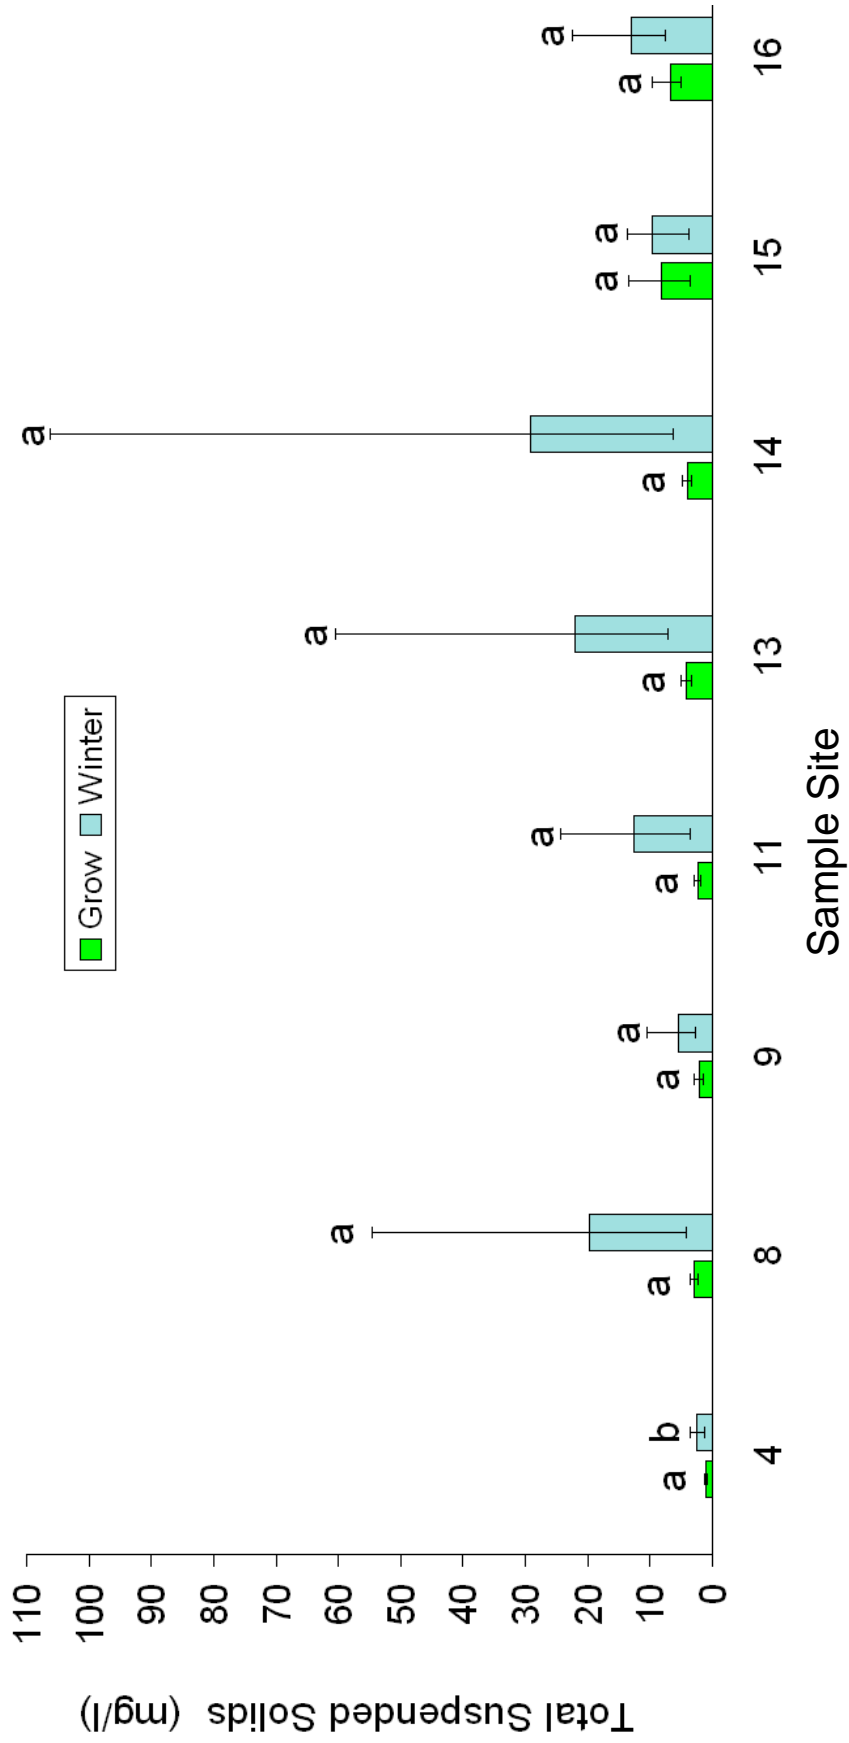 Total Suspended Solids (mg/l)
110
100
90
80
70
60
50
40
30
20
10
0
Grow Winter
a b
a a
a a
a a
a a
a a
a a
a a
4 8 9 11 13 14 15 16
Sample Site